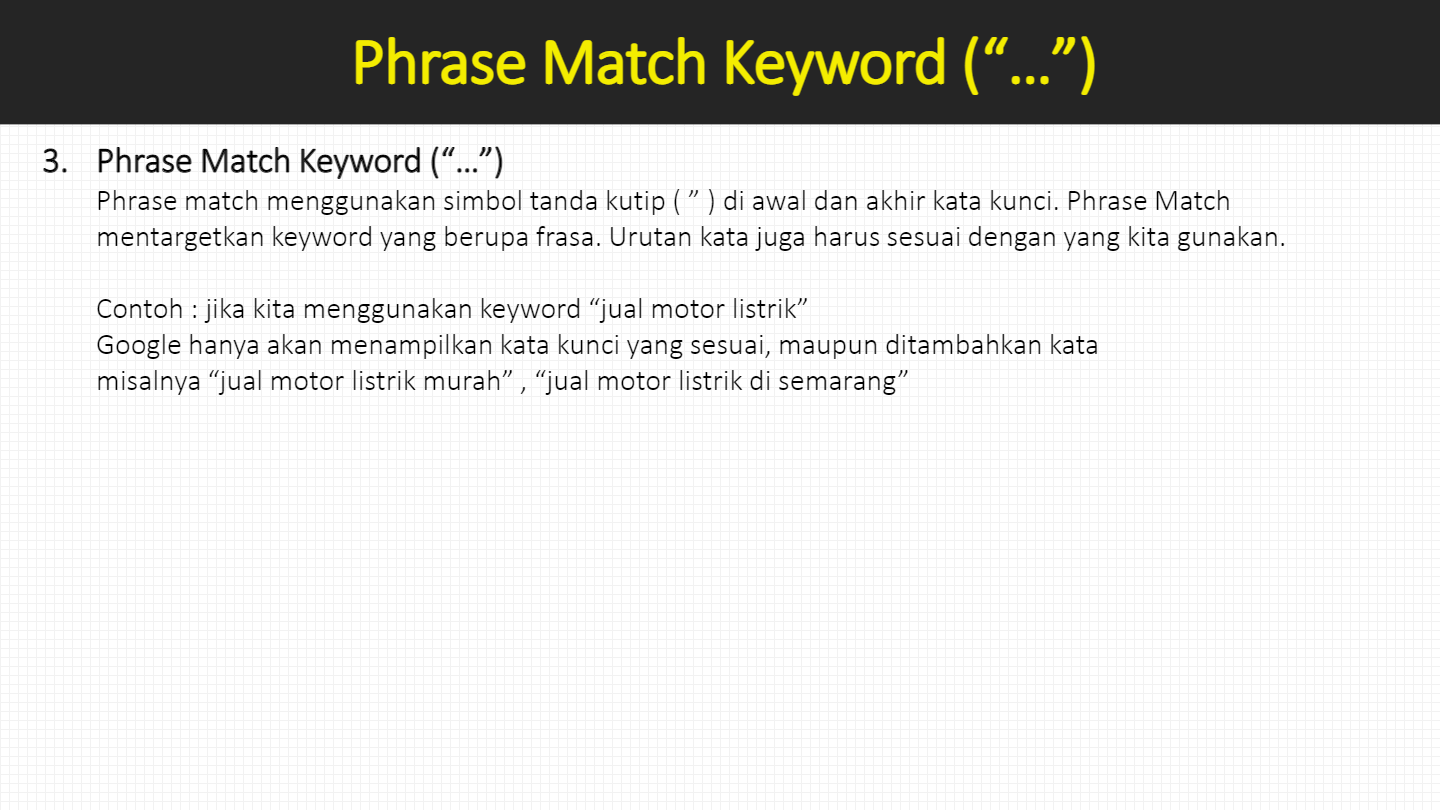 Phrase Match Keyword (“…”)
3. Phrase Match Keyword (“…”)
Phrase match menggunakan simbol tanda kutip ( ” ) di awal dan akhir kata kunci. Phrase Match
mentargetkan keyword yang berupa frasa. Urutan kata juga harus sesuai dengan yang kita gunakan.
Contoh : jika kita menggunakan keyword “jual motor listrik”
Google hanya akan menampilkan kata kunci yang sesuai, maupun ditambahkan kata
misalnya “jual motor listrik murah” , “jual motor listrik di semarang”